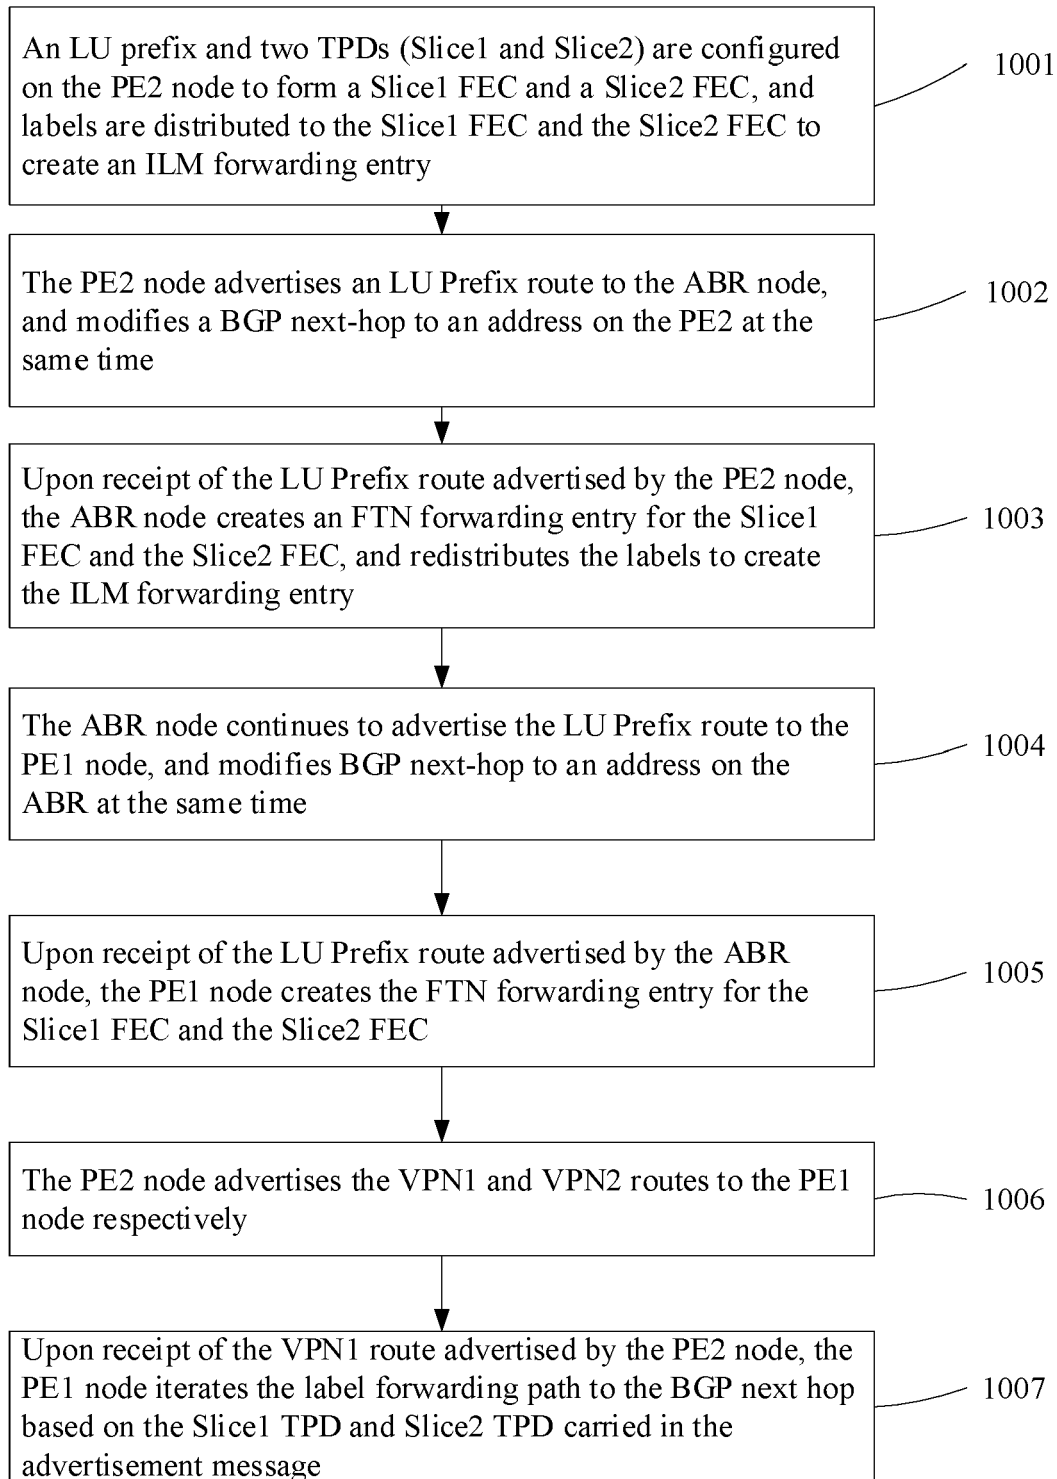 An LU prefix and two TPDs (Slice1 and Slice2) are configured
on the PE2 node to form a Slice1 FEC and a Slice2 FEC, and
labels are distributed to the Slice1 FEC and the Slice2 FEC to
create an ILM forwarding entry
1001
The PE2 node advertises an LU Prefix route to the ABR node,
and modifies a BGP next-hop to an address on the PE2 at the
same time
1002
Upon receipt of the LU Prefix route advertised by the PE2 node,
the ABR node creates an FTN forwarding entry for the Slice1
FEC and the Slice2 FEC, and redistributes the labels to create
the ILM forwarding entry
1003
The ABR node continues to advertise the LU Prefix route to the
PE1 node, and modifies BGP next-hop to an address on the
ABR at the same time
1004
Upon receipt of the LU Prefix route advertised by the ABR
node, the PE1 node creates the FTN forwarding entry for the
Slice1 FEC and the Slice2 FEC
1005
The PE2 node advertises the VPN1 and VPN2 routes to the PE1
node respectively
1006
Upon receipt of the VPN1 route advertised by the PE2 node, the
PE1 node iterates the label forwarding path to the BGP next hop
based on the Slice1 TPD and Slice2 TPD carried in the
advertisement message
1007